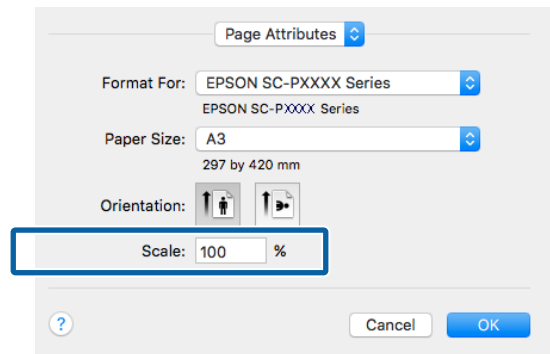 Page Attributes
Format For: EPSON SC-PXXXX Series
EPSON SC-PXXXX Series
Paper Size: A3
297 by 420 mm
Orientation:
Scale: 100 %
? Cancel OK